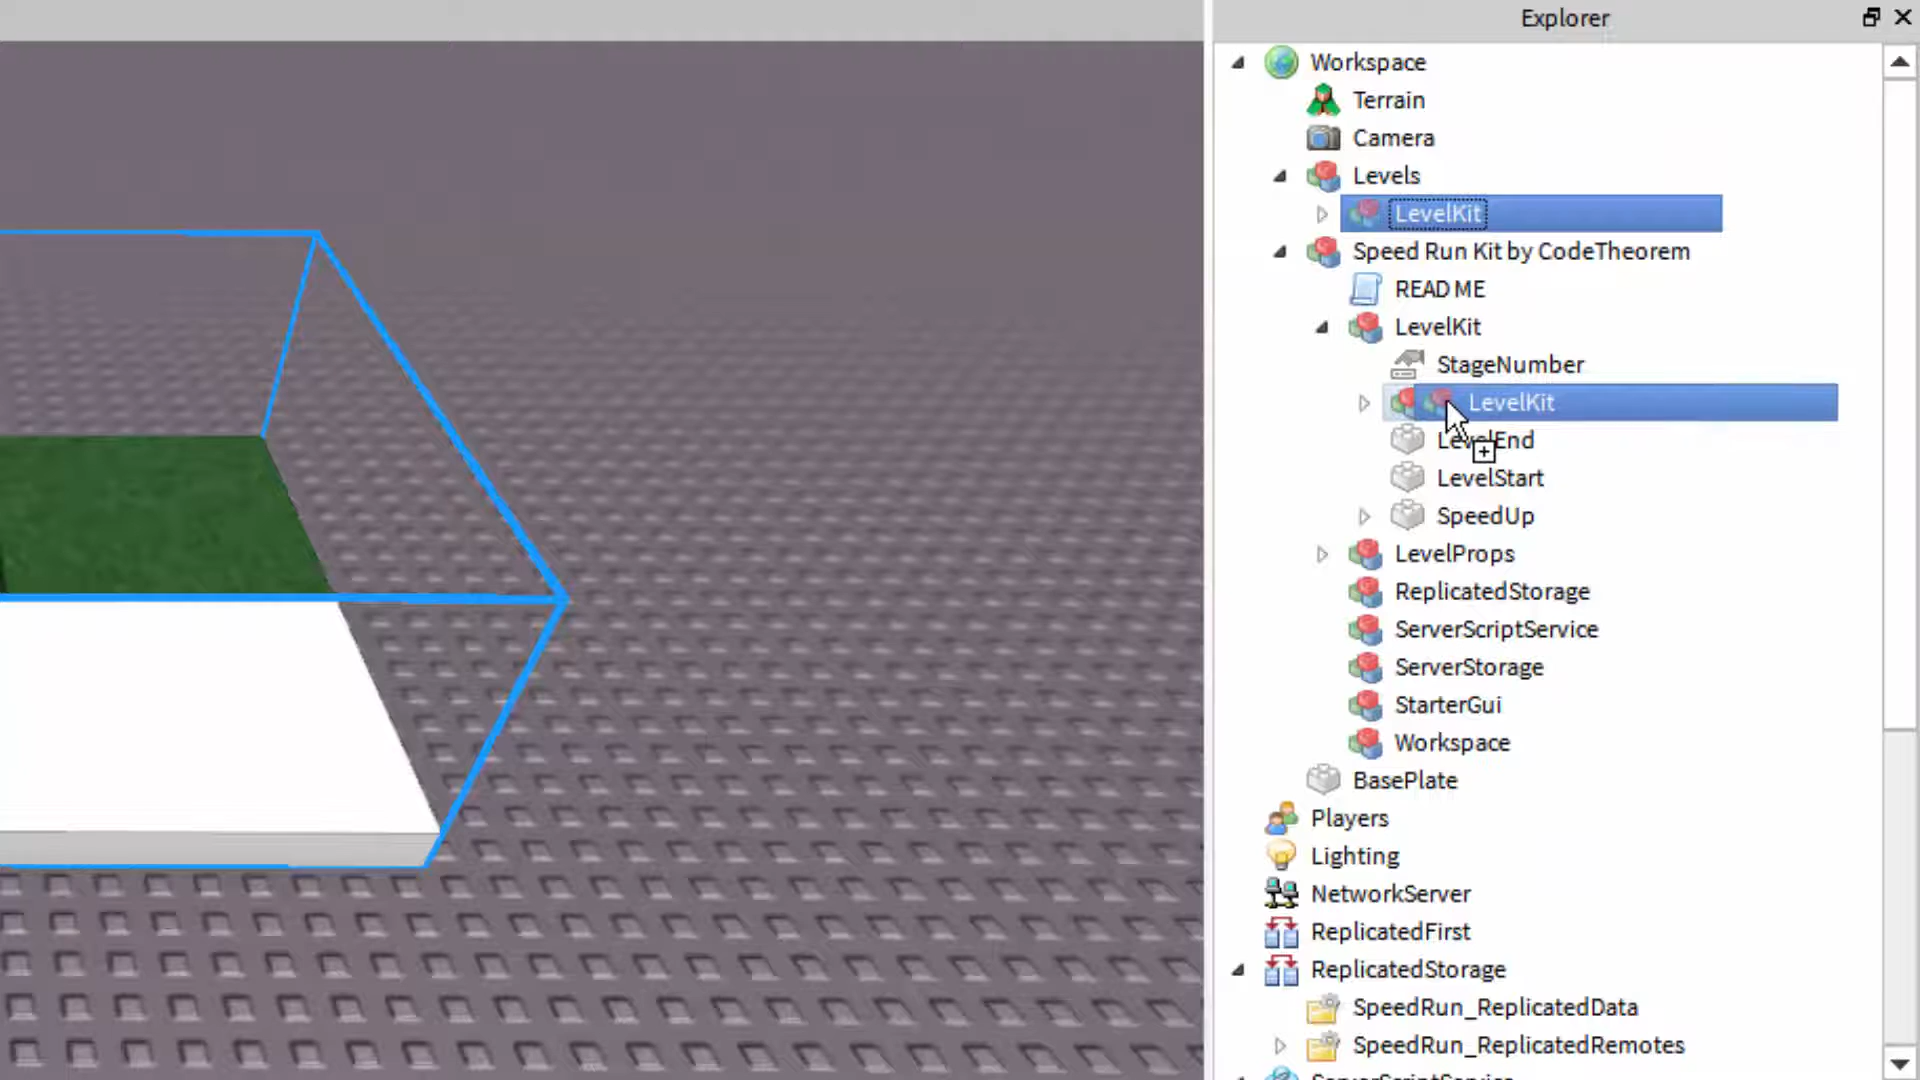 Explorer
Workspace
Terrain
Camera
Levels
LevelKit
Speed Run Kit by CodeTheorem
READ ME
LevelKit
StageNumber
LevelKit
LevelEnd
LevelStart
SpeedUp
LevelProps
ReplicatedStorage
ServerScriptService
ServerStorage
StarterGui
Workspace
BasePlate
Players
Lighting
NetworkServer
ReplicatedFirst
ReplicatedStorage
SpeedRun_ReplicatedData
SpeedRun_ReplicatedRemotes
ServerScriptService